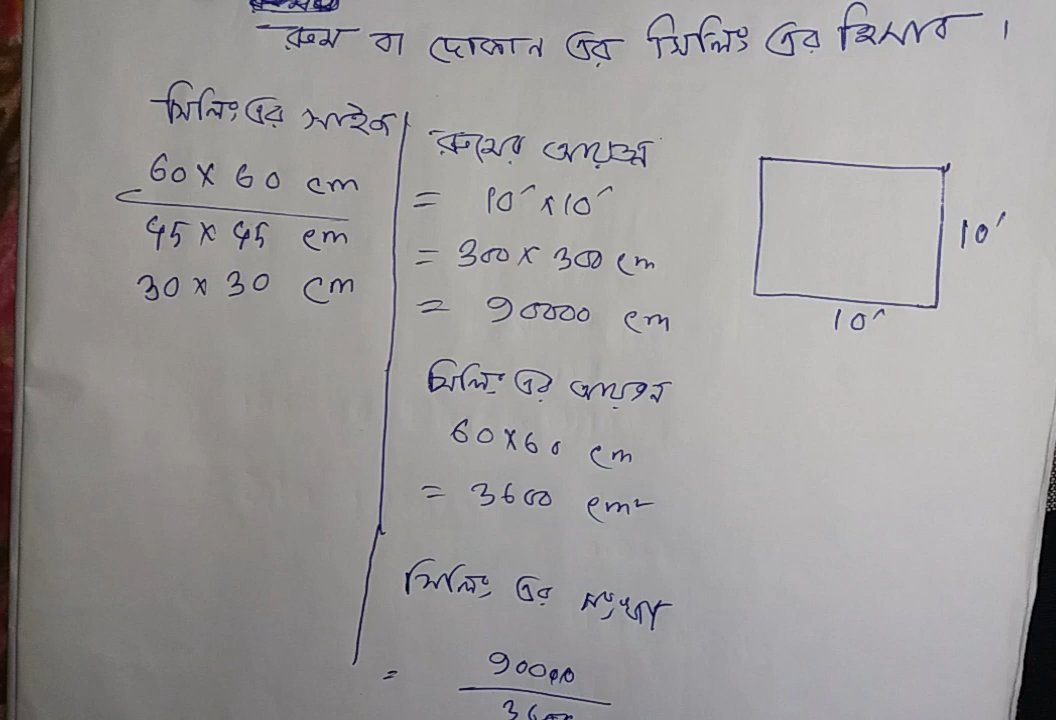 রুম বা দোকান এর সিলিং এর হিসাব ।
সিলিং এর সাইজ
60 x 60 cm
45 x 45 cm
30 x 30 cm
রুমের আয়তন
= 10' x 10'
= 300 x 300 cm
= 90000 cm
সিলিং এর আয়তন
60 x 60 cm
= 3600 cm²
সিলিং এর সংখ্যা
= 90000
3600
10'
10'